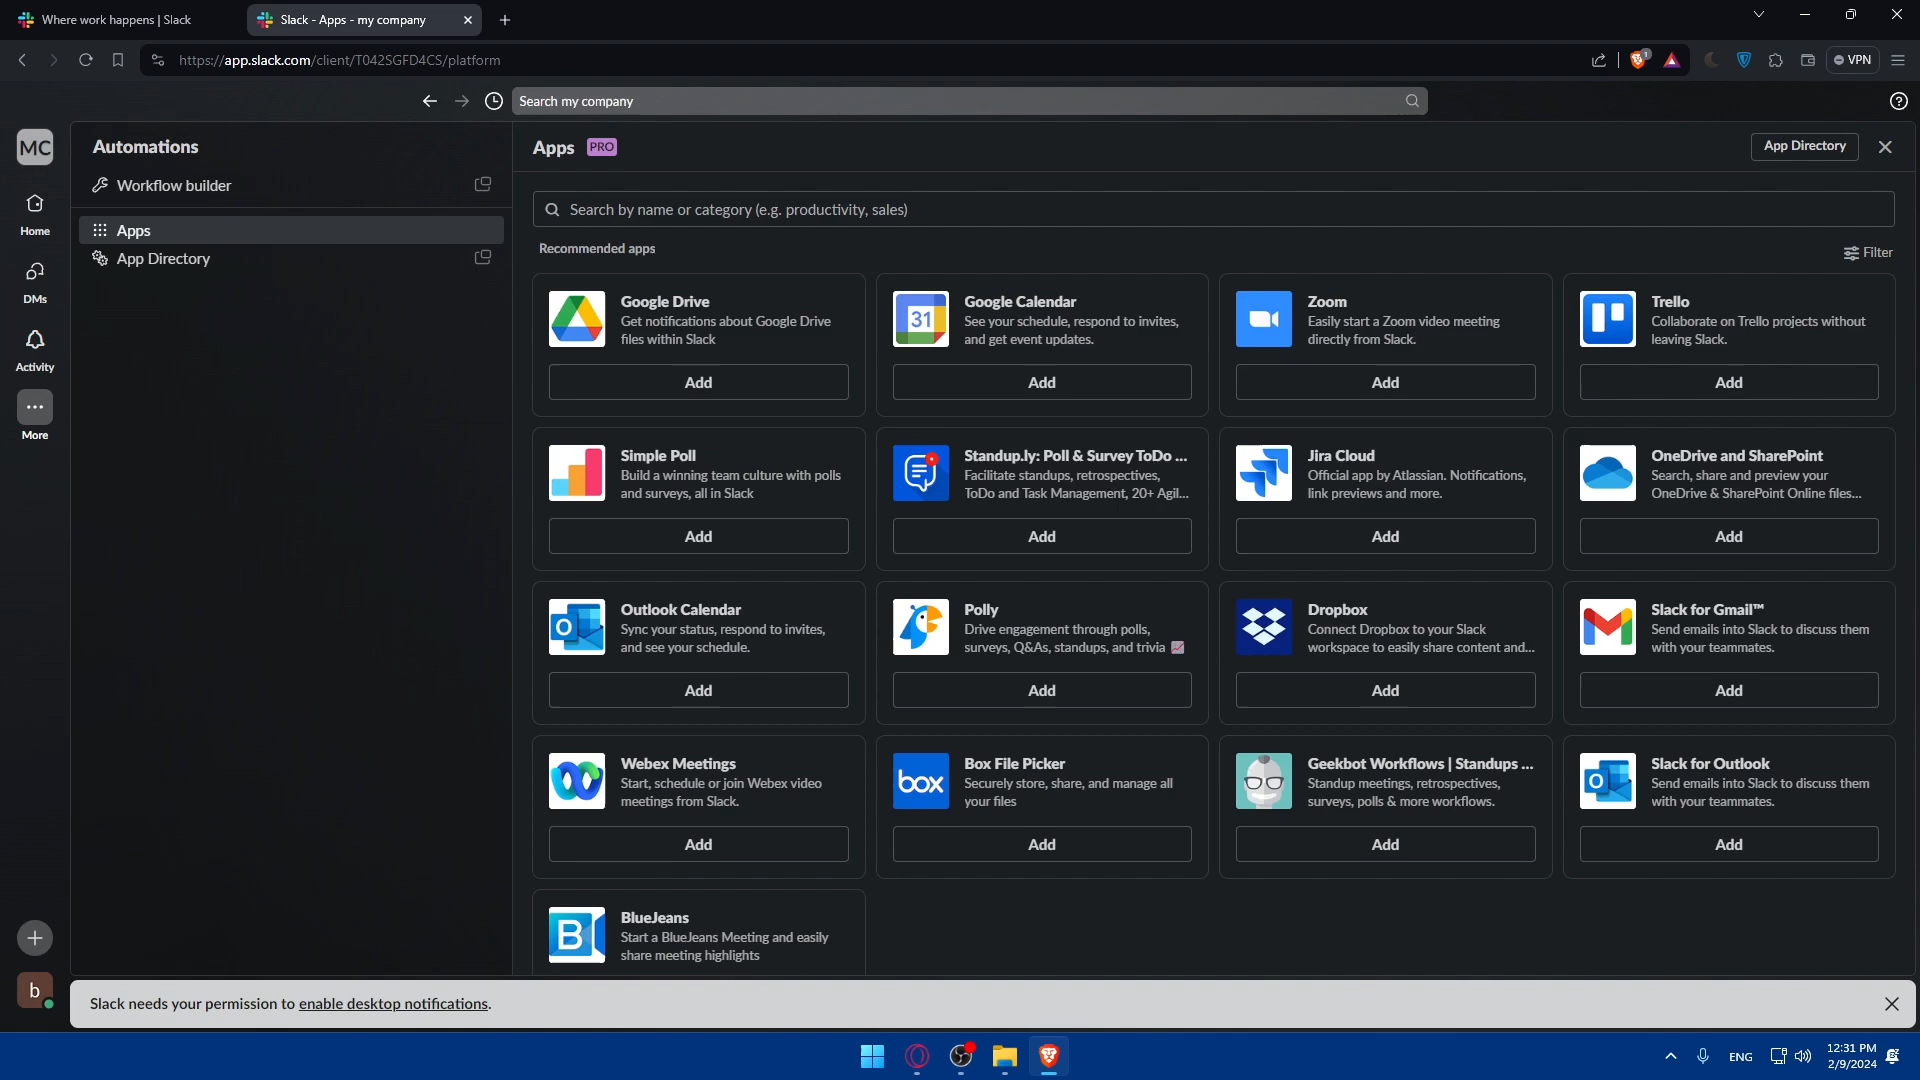 Where work happens | Slack
Slack - Apps - my company
https://app.slack.com/client/T042SGFD4CS/platform
1
VPN
Search my company
MC
Home
DMs
Activity
More
b
Automations
Workflow builder
Apps
App Directory
Apps PRO
App Directory
Search by name or category (e.g. productivity, sales)
Recommended apps
Filter
Google Drive
Get notifications about Google Drive
files within Slack
Add
31
Google Calendar
See your schedule, respond to invites,
and get event updates.
Add
Zoom
Easily start a Zoom video meeting
directly from Slack.
Add
Trello
Collaborate on Trello projects without
leaving Slack.
Add
Simple Poll
Build a winning team culture with polls
and surveys, all in Slack
Add
Standup.ly: Poll & Survey ToDo ...
Facilitate standups, retrospectives,
ToDo and Task Management, 20+ Agil...
Add
Jira Cloud
Official app by Atlassian. Notifications,
link previews and more.
Add
OneDrive and SharePoint
Search, share and preview your
OneDrive & SharePoint Online files...
Add
O
Outlook Calendar
Sync your status, respond to invites,
and see your schedule.
Add
Polly
Drive engagement through polls,
surveys, Q&As, standups, and trivia
Add
Dropbox
Connect Dropbox to your Slack
workspace to easily share content and...
Add
Slack for Gmail™
Send emails into Slack to discuss them
with your teammates.
Add
Webex Meetings
Start, schedule or join Webex video
meetings from Slack.
Add
box
Box File Picker
Securely store, share, and manage all
your files
Add
Geekbot Workflows | Standups ...
Standup meetings, retrospectives,
surveys, polls & more workflows.
Add
O
Slack for Outlook
Send emails into Slack to discuss them
with your teammates.
Add
B
BlueJeans
Start a BlueJeans Meeting and easily
share meeting highlights
Slack needs your permission to enable desktop notifications.
ENG
12:31 PM
2/9/2024